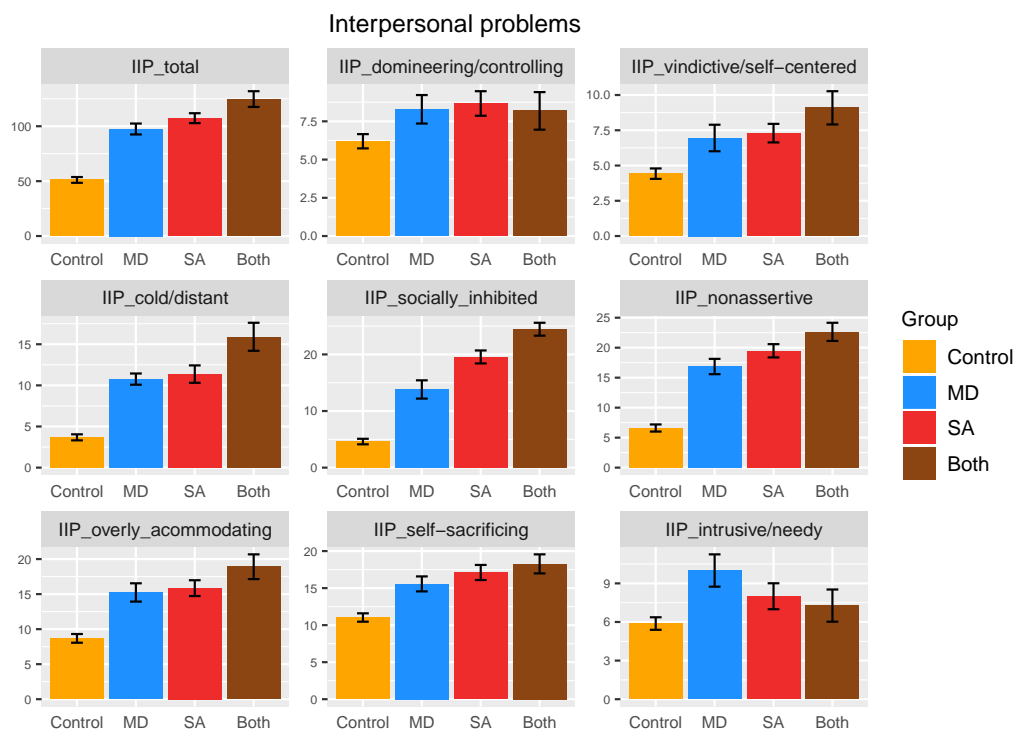 Interpersonal problems
IIP_total
IIP_domineering/controlling
IIP_vindictive/self−centered
100
50
0
7.5
5.0
2.5
0.0
10.0
7.5
5.0
2.5
0.0
Control MD SA Both
Control MD SA Both
Control MD SA Both
IIP_cold/distant
IIP_socially_inhibited
IIP_nonassertive
15
10
5
0
20
10
0
25
20
15
10
5
0
Control MD SA Both
Control MD SA Both
Control MD SA Both
IIP_overly_acommodating
IIP_self−sacrificing
IIP_intrusive/needy
20
15
10
5
0
20
15
10
5
0
9
6
3
0
Control MD SA Both
Control MD SA Both
Control MD SA Both
Group
Control
MD
SA
Both